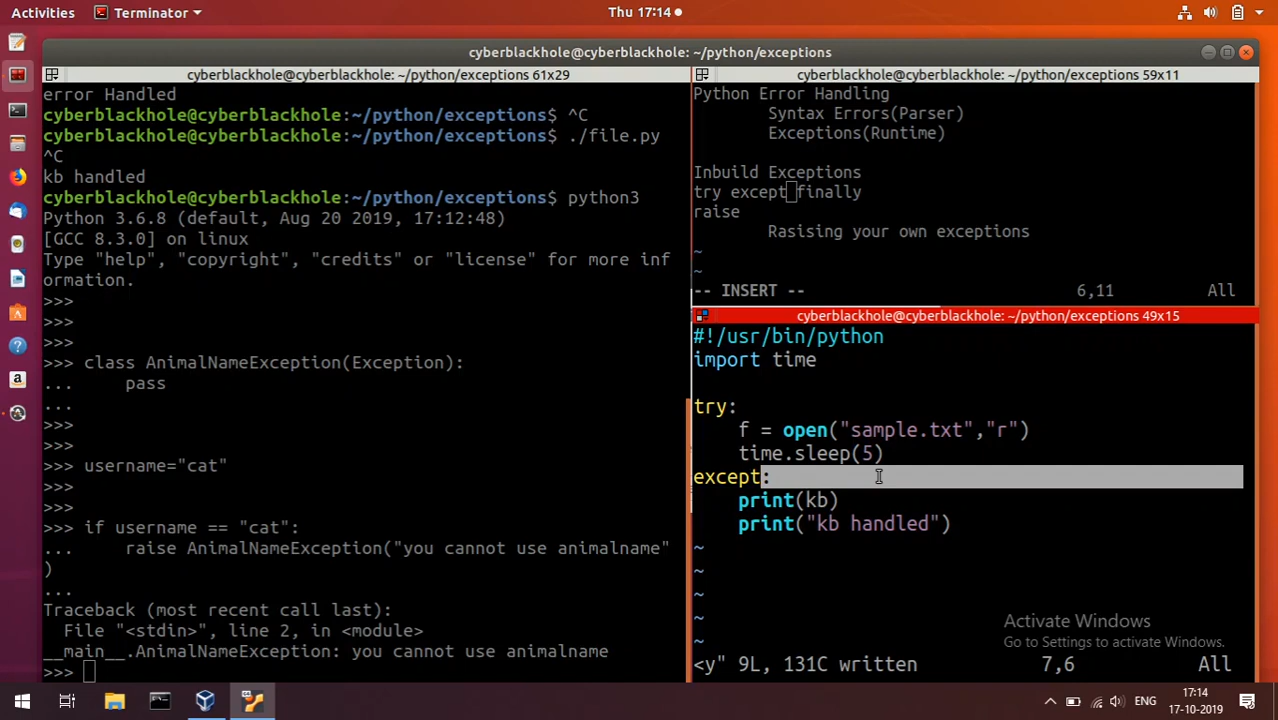 Activities Terminator Thu 17:14
cyberblackhole@cyberblackhole: ~/python/exceptions
cyberblackhole@cyberblackhole: ~/python/exceptions 61x29
error Handled
cyberblackhole@cyberblackhole:~/python/exceptions$ ^C
cyberblackhole@cyberblackhole:~/python/exceptions$ ./file.py
^C
kb handled
cyberblackhole@cyberblackhole:~/python/exceptions$ python3
Python 3.6.8 (default, Aug 20 2019, 17:12:48)
[GCC 8.3.0] on linux
Type "help", "copyright", "credits" or "license" for more inf
ormation.
>>>
>>>
>>>
>>> class AnimalNameException(Exception):
...     pass
...
>>>
>>>
>>> username="cat"
>>>
>>>
>>> if username == "cat":
...     raise AnimalNameException("you cannot use animalname"
)
...
Traceback (most recent call last):
  File "<stdin>", line 2, in <module>
__main__.AnimalNameException: you cannot use animalname
>>>
cyberblackhole@cyberblackhole: ~/python/exceptions 59x11
Python Error Handling
Syntax Errors(Parser)
Exceptions(Runtime)
Inbuild Exceptions
try except finally
raise
Rasising your own exceptions
~
~
-- INSERT -- 6,11 All
cyberblackhole@cyberblackhole: ~/python/exceptions 49x15
#!/usr/bin/python
import time
try:
    f = open("sample.txt","r")
    time.sleep(5)
except:
    print(kb)
    print("kb handled")
~
~
~
~
~
Activate Windows
Go to Settings to activate Windows.
<y" 9L, 131C written 7,6 All
ENG
17:14
17-10-2019